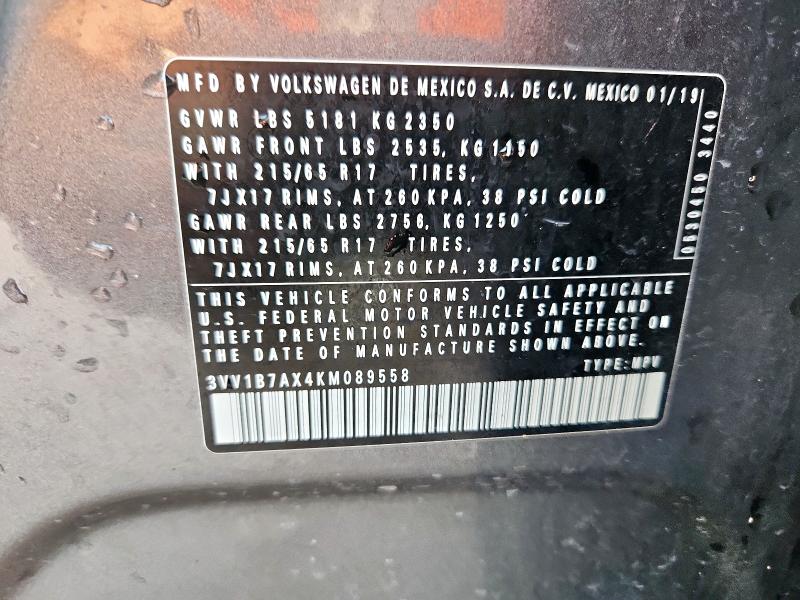 MFD BY VOLKSWAGEN DE MEXICO S.A. DE C.V. MEXICO 01/19
GVWR LBS 5181 KG 2350
GAWR FRONT LBS 2535, KG 1150
WITH 215/65 R17 TIRES,
7JX17 RIMS, AT 260 KPA, 38 PSI COLD
GAWR REAR LBS 2756, KG 1250
WITH 215/65 R17 TIRES,
7JX17 RIMS, AT 260 KPA, 38 PSI COLD
0530450 3440
THIS VEHICLE CONFORMS TO ALL APPLICABLE
U.S. FEDERAL MOTOR VEHICLE SAFETY AND
THEFT PREVENTION STANDARDS IN EFFECT ON
THE DATE OF MANUFACTURE SHOWN ABOVE.
TYPE:MPV
3VV1B7AX4KM089558